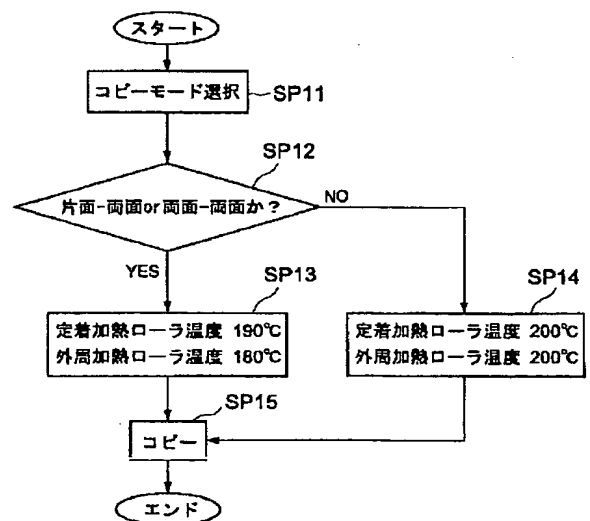 スタート
コピーモード選択
SP11
SP12
片面-両面or両面-両面か？
NO
YES
SP13
定着加熱ローラ温度 190℃
外周加熱ローラ温度 180℃
SP14
定着加熱ローラ温度 200℃
外周加熱ローラ温度 200℃
SP15
コピー
エンド